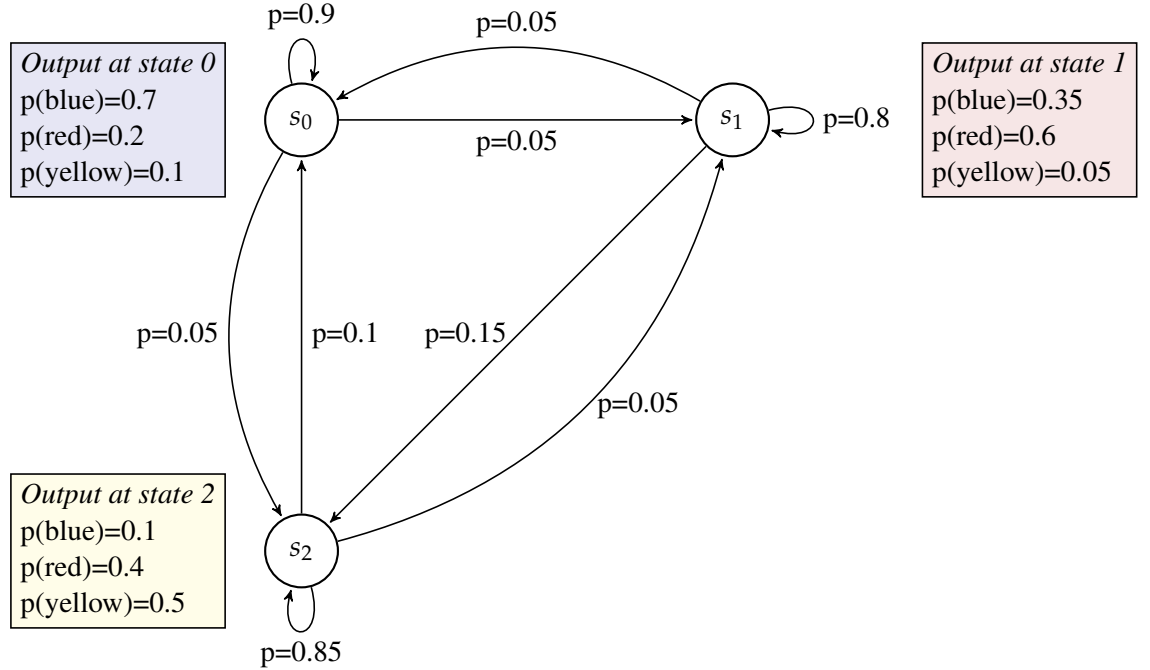 p=0.9
p=0.05
Output at state 0
p(blue)=0.7
p(red)=0.2
p(yellow)=0.1
s0
p=0.05
s1
p=0.8
Output at state 1
p(blue)=0.35
p(red)=0.6
p(yellow)=0.05
p=0.05
p=0.1
p=0.15
p=0.05
Output at state 2
p(blue)=0.1
p(red)=0.4
p(yellow)=0.5
s2
p=0.85